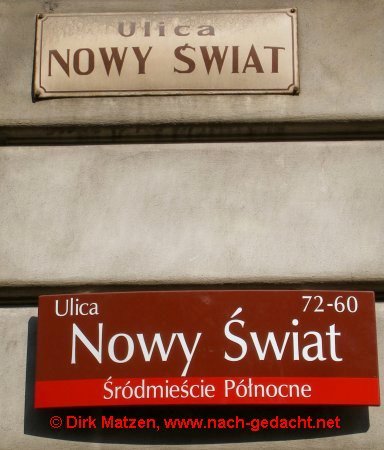 Ulica
NOWY ŚWIAT
Ulica 72-60
Nowy Świat
Śródmieście Północne
© Dirk Matzen, www.nach-gedacht.net